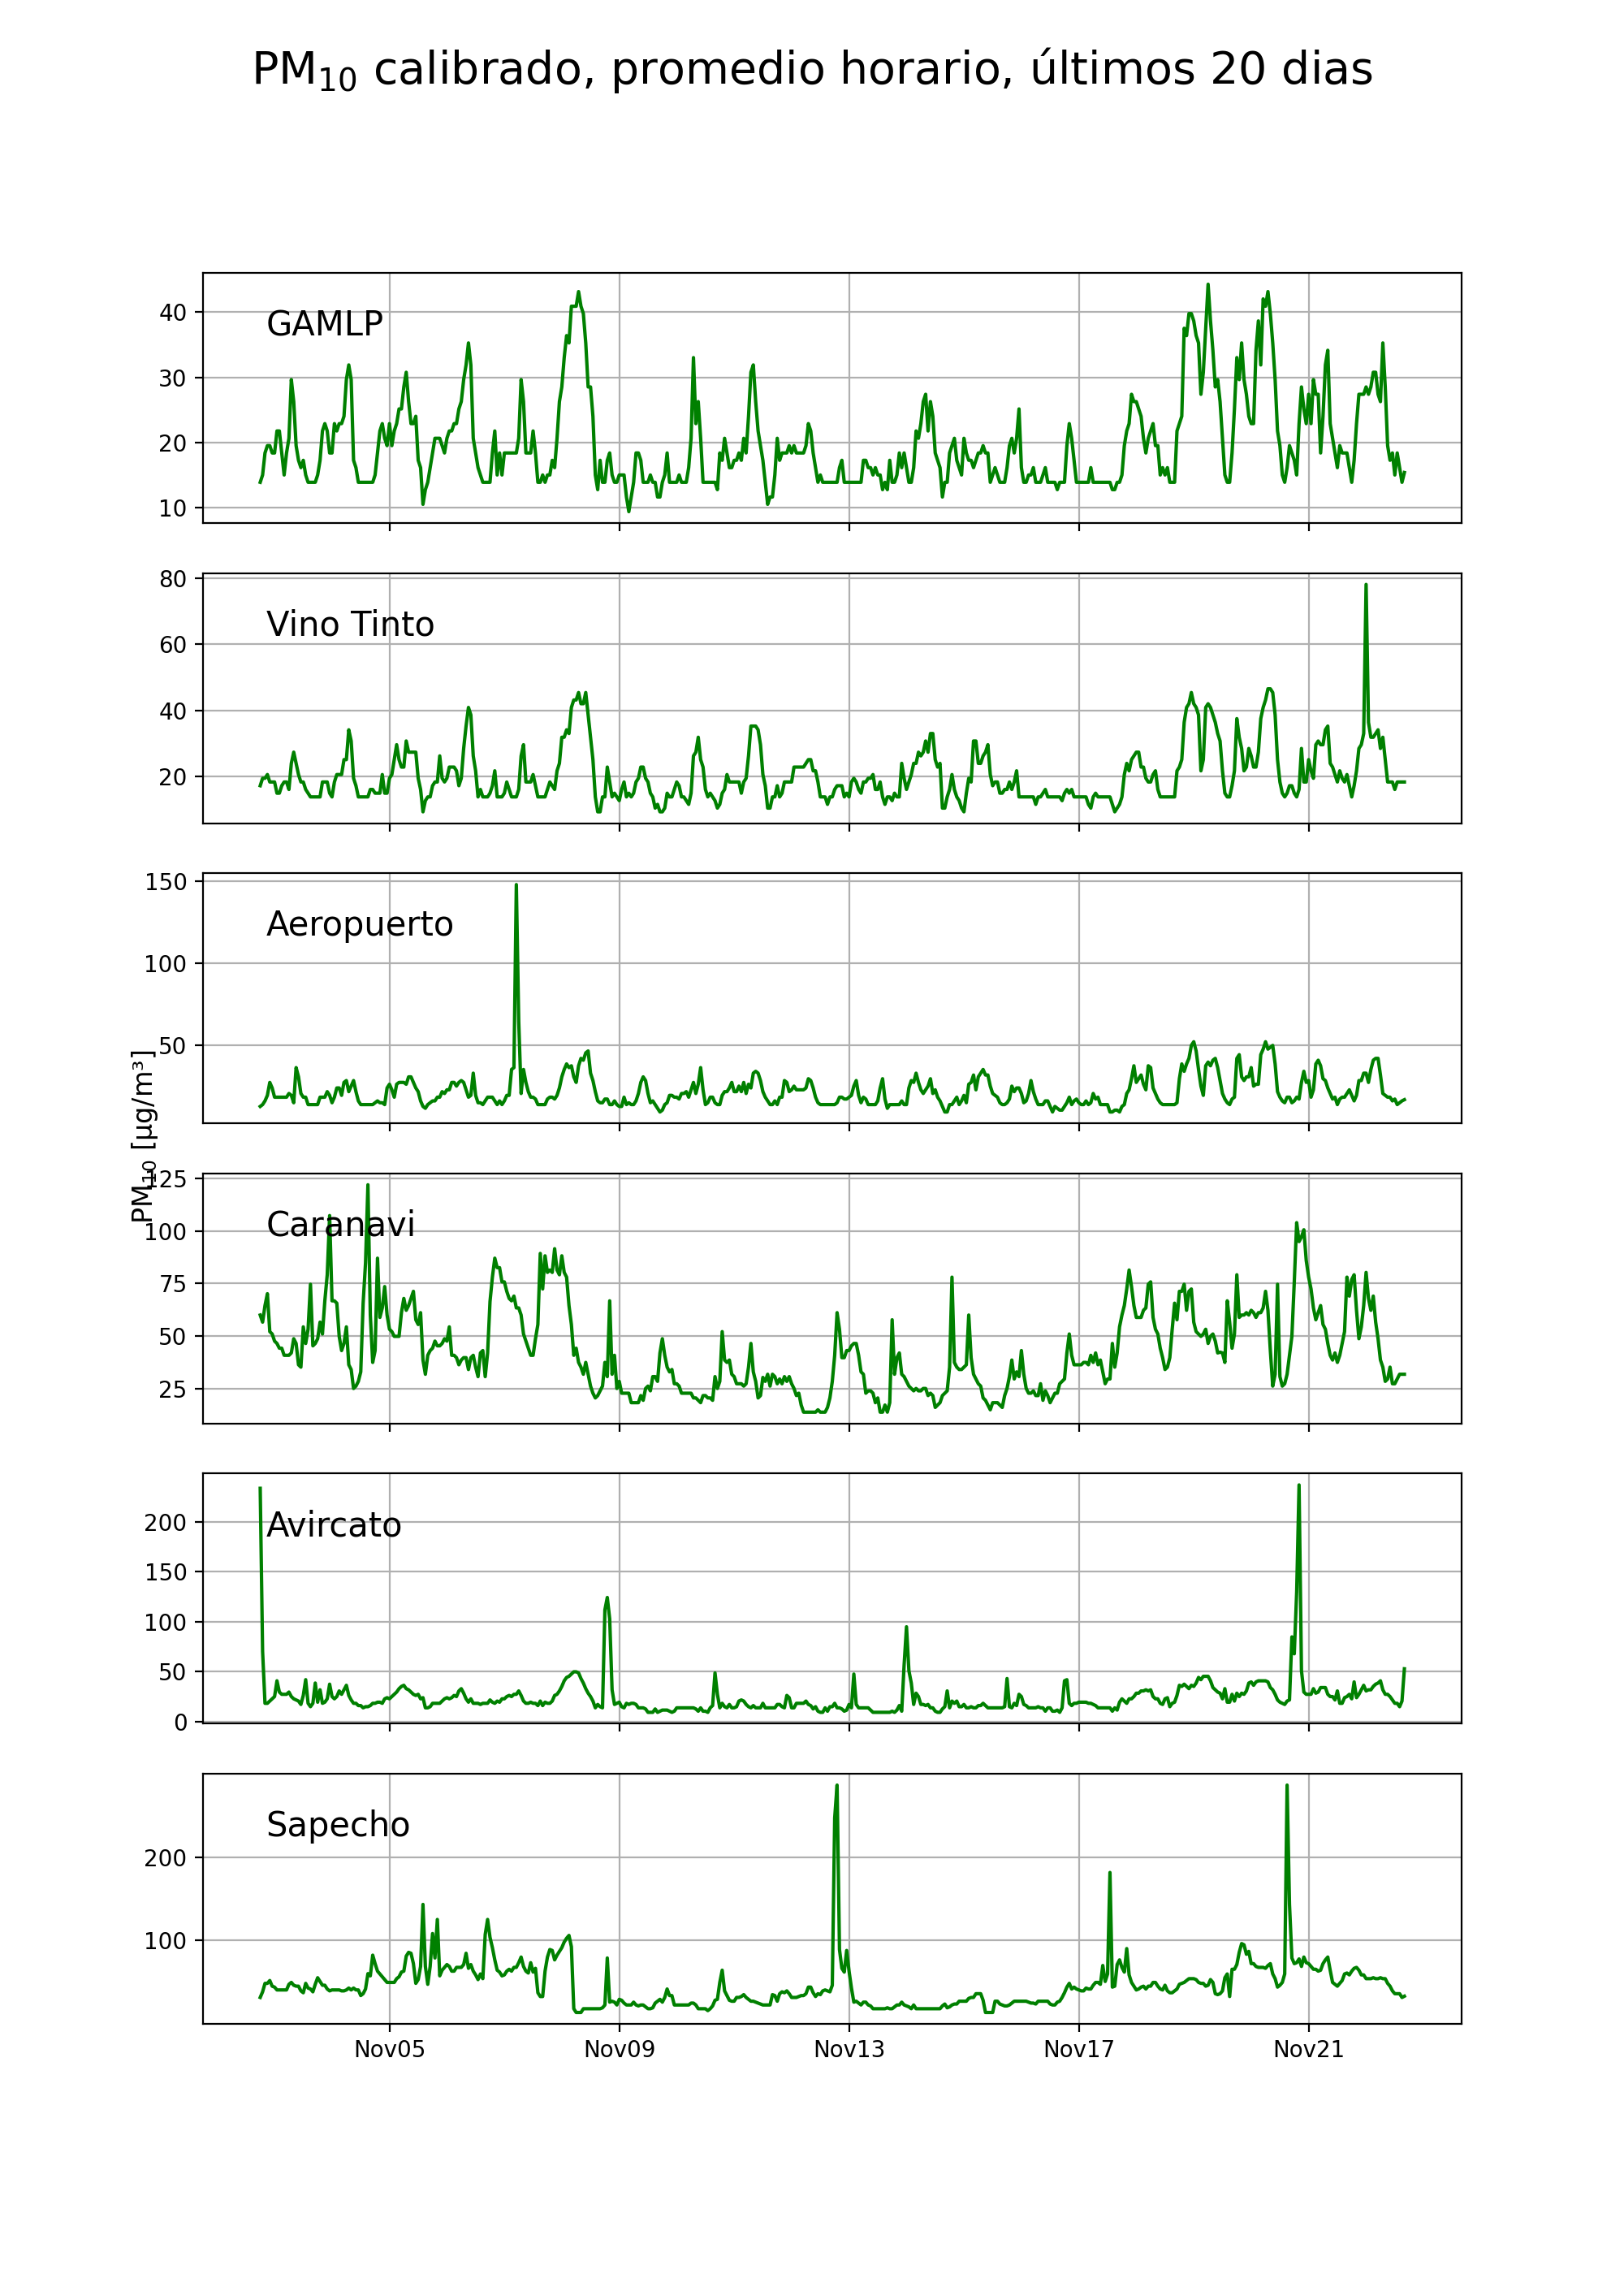 PM₁₀ calibrado, promedio horario, últimos 20 dias
PM₁₀ [µg/m³]
GAMLP
40
30
20
10
Vino Tinto
80
60
40
20
Aeropuerto
150
100
50
Caranavi
125
100
75
50
25
Avircato
200
150
100
50
0
Sapecho
200
100
Nov05 Nov09 Nov13 Nov17 Nov21